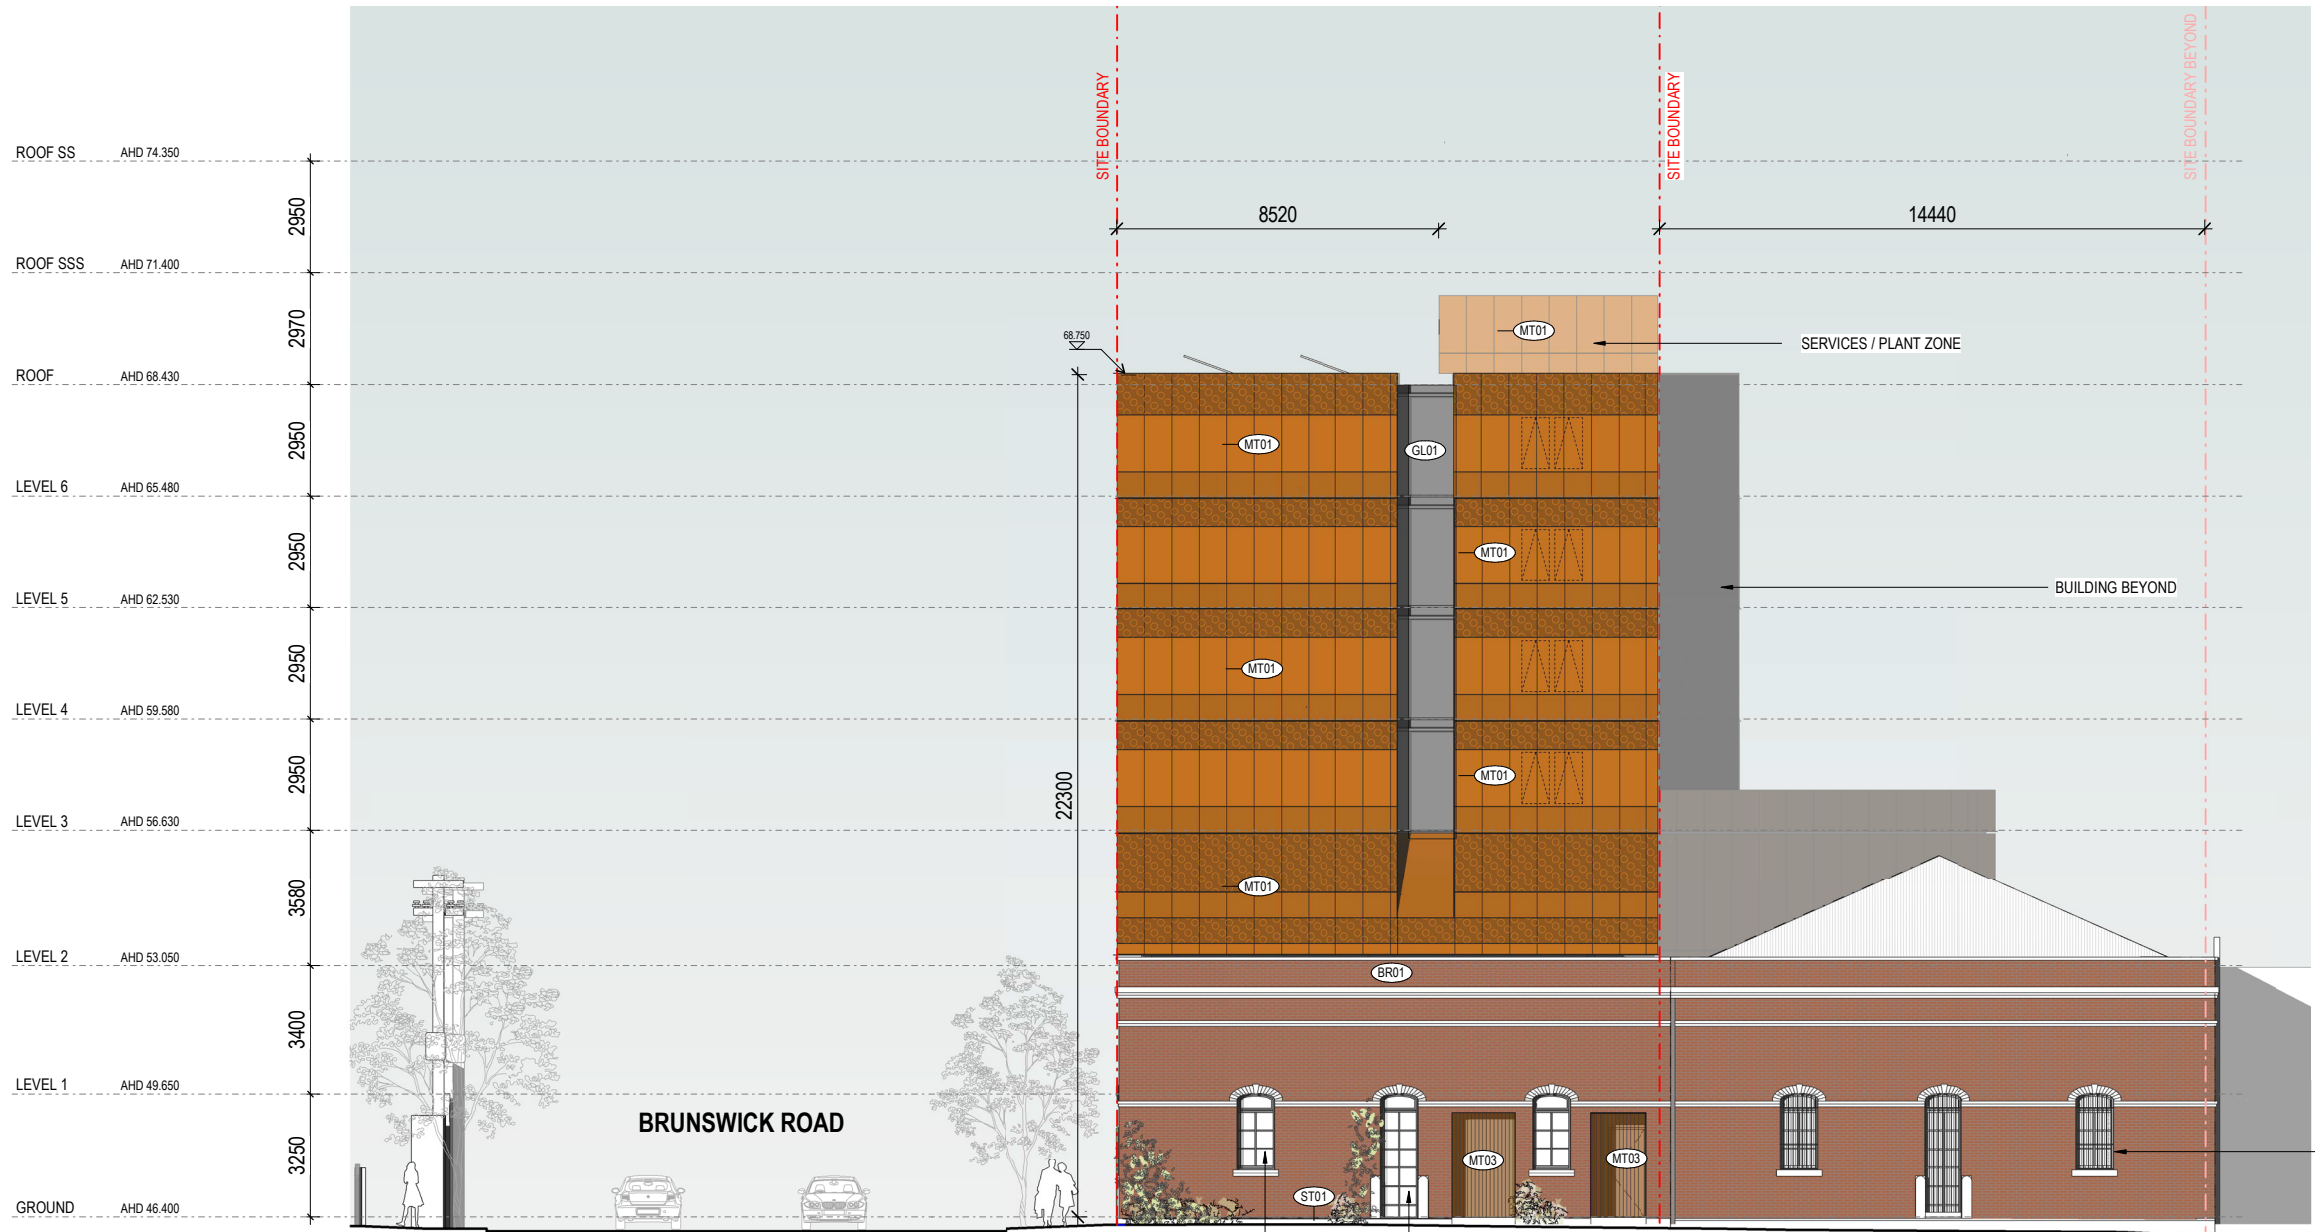 SITE BOUNDARY
SITE BOUNDARY
SITE BOUNDARY BEYOND
ROOF SS AHD 74.350
2950
8520
14440
ROOF SSS AHD 71.400
2970
68.750
MT01
SERVICES / PLANT ZONE
ROOF AHD 68.430
2950
MT01
GL01
LEVEL 6 AHD 65.480
2950
MT01
BUILDING BEYOND
LEVEL 5 AHD 62.530
2950
MT01
LEVEL 4 AHD 59.580
2950
22300
MT01
LEVEL 3 AHD 56.630
3580
MT01
LEVEL 2 AHD 53.050
BR01
3400
LEVEL 1 AHD 49.650
BRUNSWICK ROAD
3250
MT03
MT03
ST01
GROUND AHD 46.400